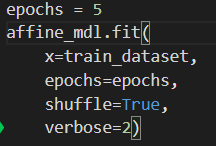 epochs = 5
affine_mdl.fit(
    x=train_dataset,
    epochs=epochs,
    shuffle=True,
    verbose=2)